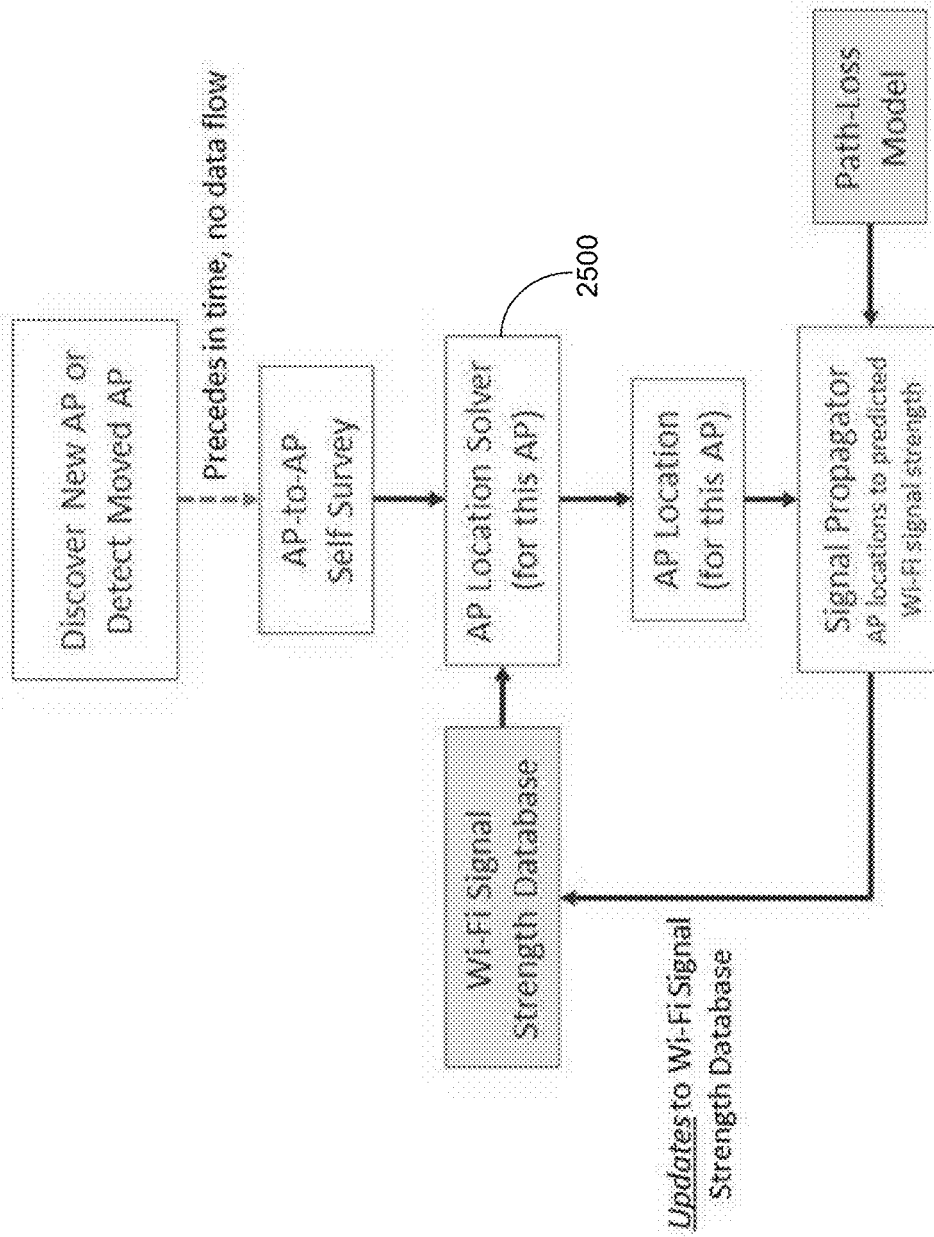 Discover New AP or
Detect Moved AP
Precedes in time, no data flow
AP-to-AP
Self Survey
Wi-Fi Signal
Strength Database
AP Location Solver
(for this AP)
2500
AP Location
(for this AP)
Updates to Wi-Fi Signal
Strength Database
Signal Propagator
AP locations to predicted
Wi-Fi signal strength
Path-Loss
Model